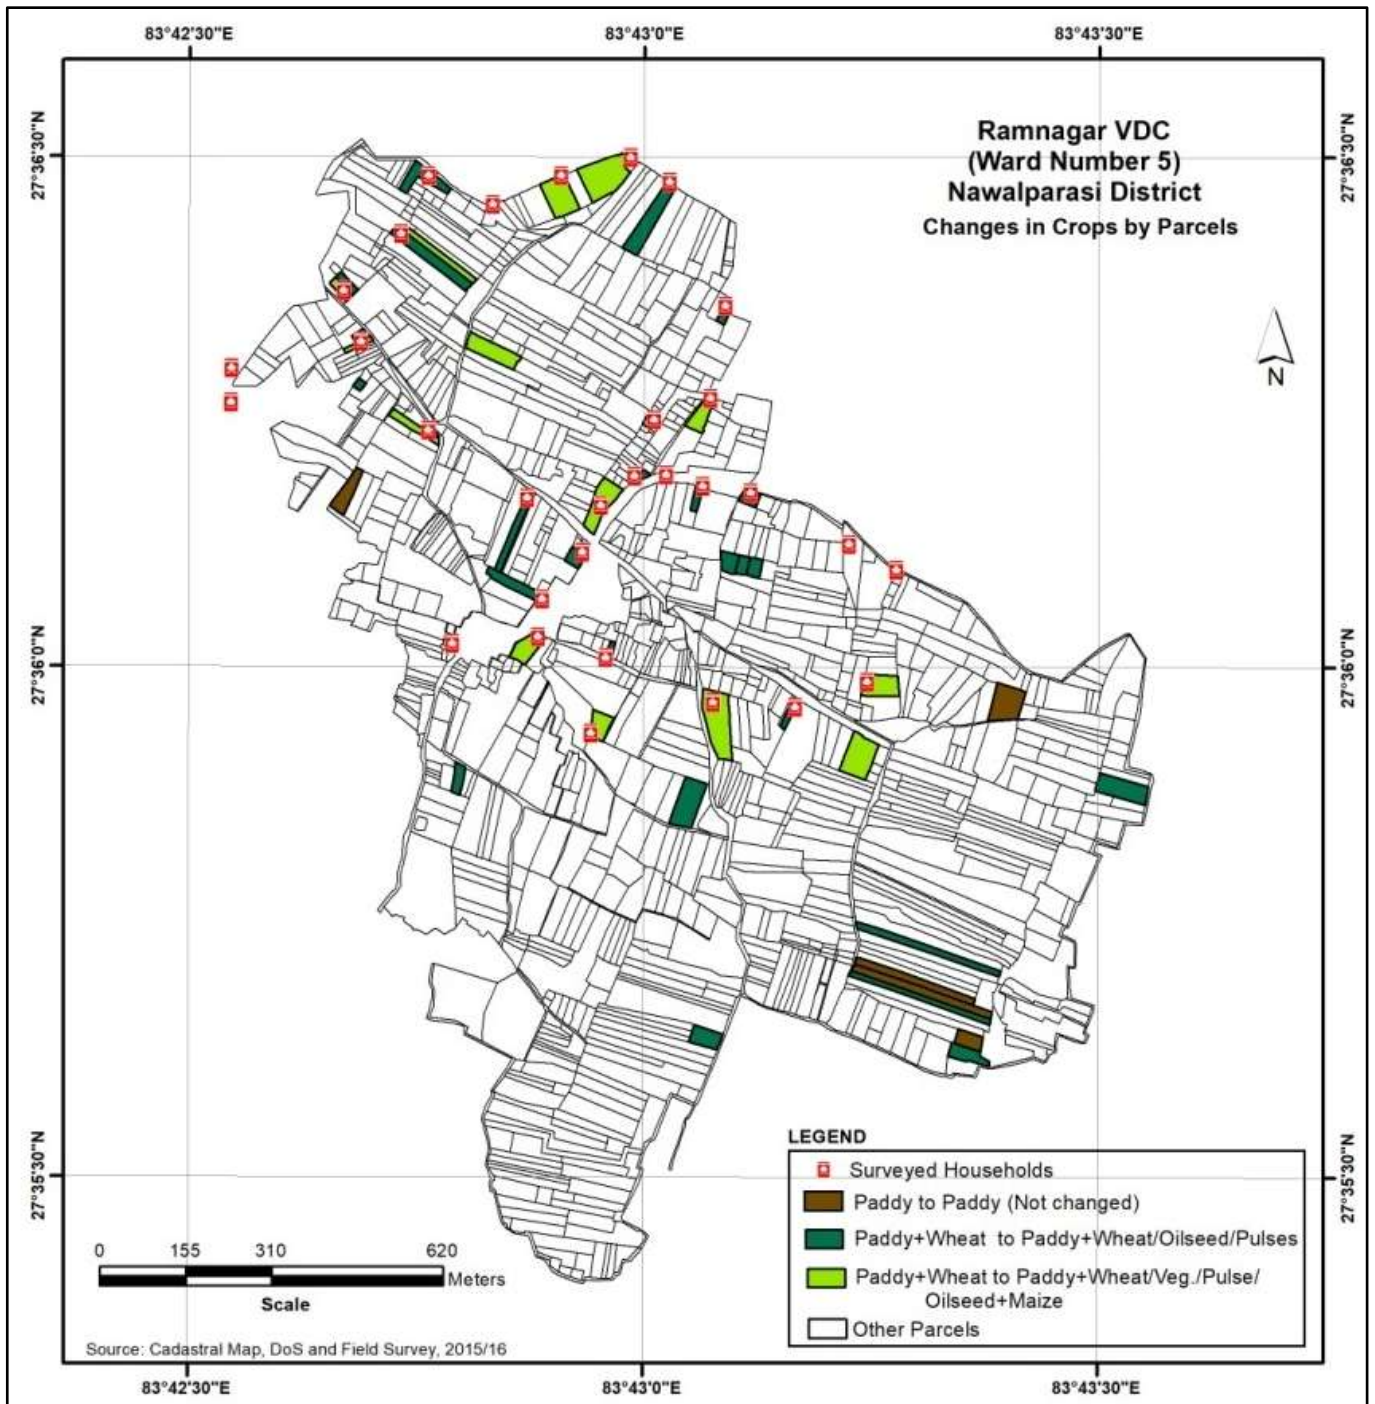 83°42'30"E 83°43'0"E 83°43'30"E
27°36'30"N
27°36'30"N
Ramnagar VDC
(Ward Number 5)
Nawalparasi District
Changes in Crops by Parcels
N
27°36'0"N
27°36'0"N
27°35'30"N
27°35'30"N
LEGEND
Surveyed Households
Paddy to Paddy (Not changed)
Paddy+Wheat to Paddy+Wheat/Oilseed/Pulses
Paddy+Wheat to Paddy+Wheat/Veg./Pulse/
Oilseed+Maize
Other Parcels
0 155 310 620
Meters
Scale
Source: Cadastral Map, DoS and Field Survey, 2015/16
83°42'30"E 83°43'0"E 83°43'30"E